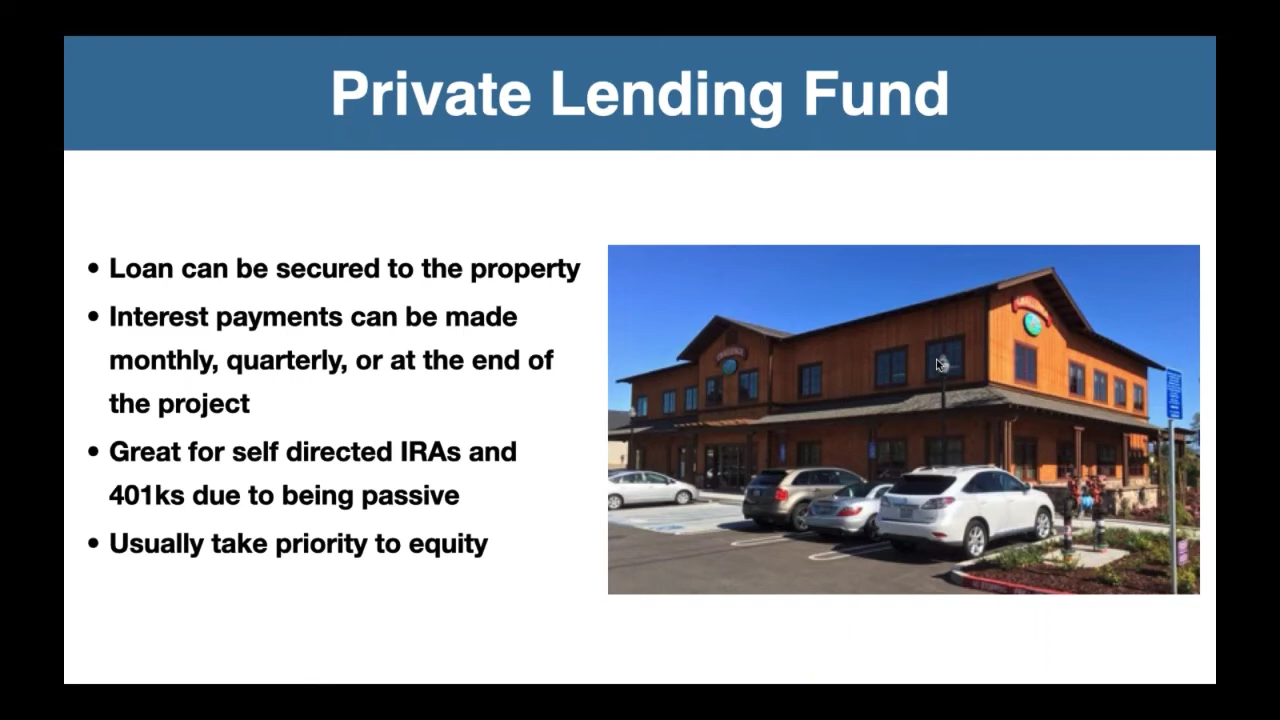 Private Lending Fund
• Loan can be secured to the property
• Interest payments can be made
monthly, quarterly, or at the end of
the project
• Great for self directed IRAs and
401ks due to being passive
• Usually take priority to equity